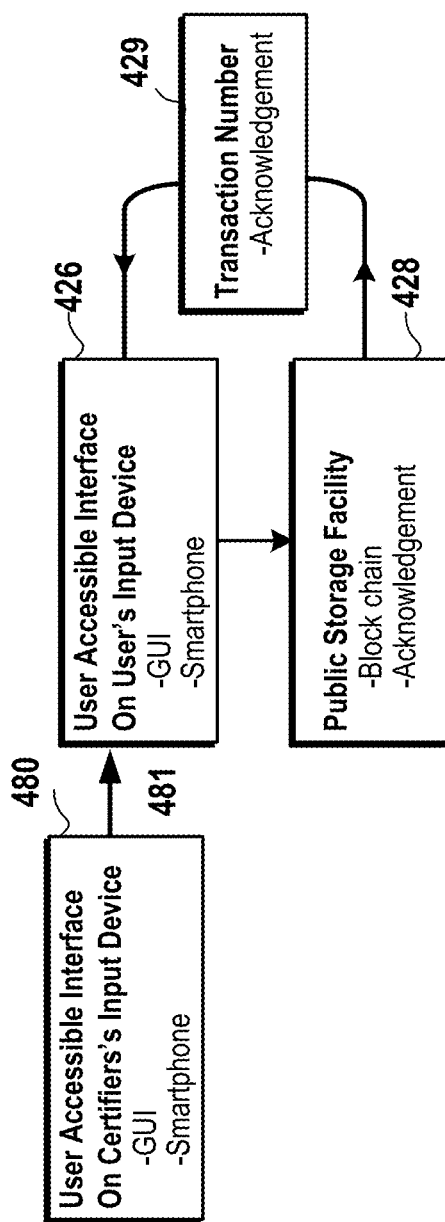 480
User Accessible Interface
On Certifiers's Input Device
-GUI
-Smartphone
481
426
User Accessible Interface
On User's Input Device
-GUI
-Smartphone
429
Transaction Number
-Acknowledgement
Public Storage Facility
-Block chain
-Acknowledgement
428